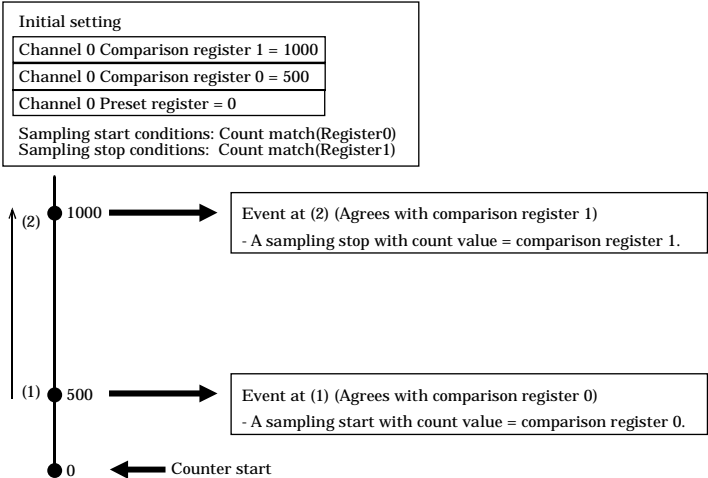 Initial setting
Channel 0 Comparison register 1 = 1000
Channel 0 Comparison register 0 = 500
Channel 0 Preset register = 0
Sampling start conditions: Count match(Register0)
Sampling stop conditions:  Count match(Register1)
(2)
1000
Event at (2) (Agrees with comparison register 1)
- A sampling stop with count value = comparison register 1.
(1)
500
Event at (1) (Agrees with comparison register 0)
- A sampling start with count value = comparison register 0.
0
Counter start